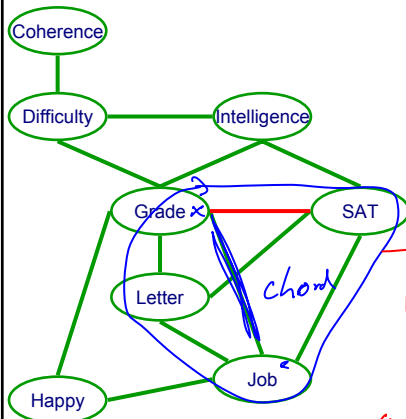 Coherence
Difficulty Intelligence
Grade x SAT
Letter
Chord
Job
Happy